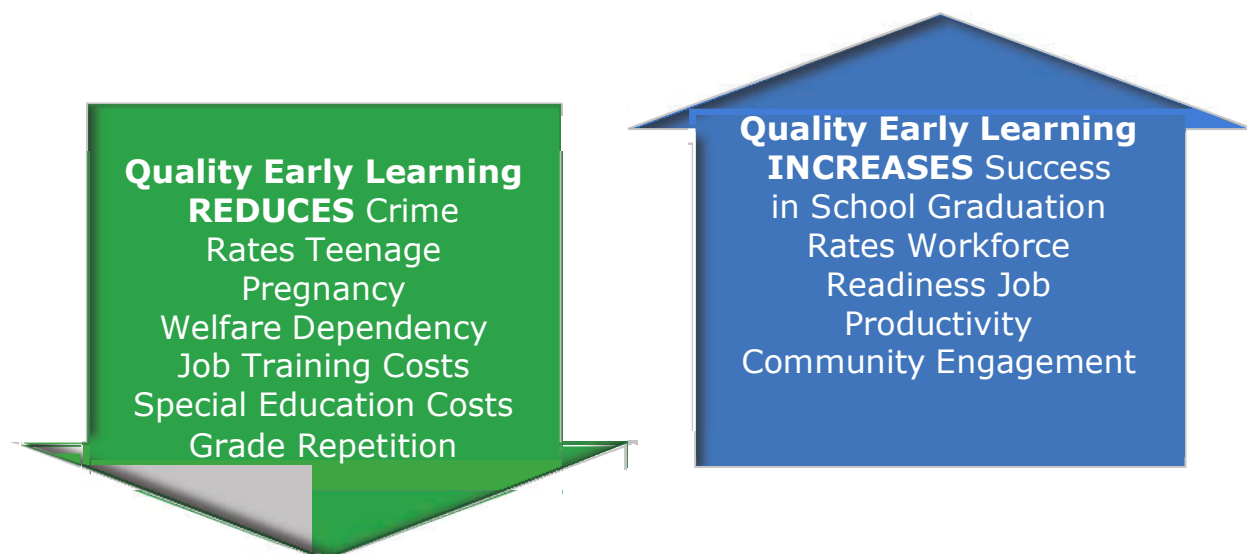 Quality Early Learning
REDUCES Crime
Rates Teenage
Pregnancy
Welfare Dependency
Job Training Costs
Special Education Costs
Grade Repetition
Quality Early Learning
INCREASES Success
in School Graduation
Rates Workforce
Readiness Job
Productivity
Community Engagement